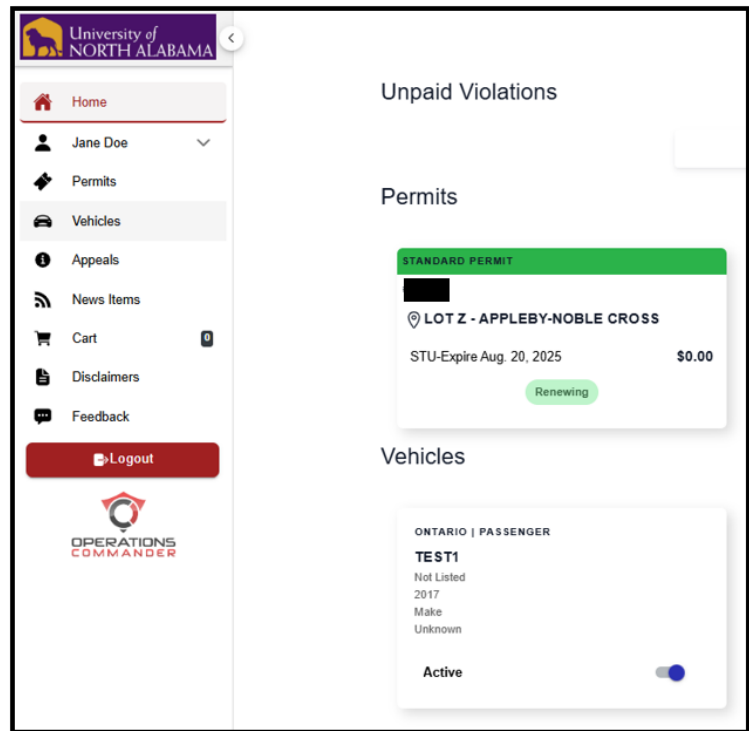 University of
NORTH ALABAMA
Home
Jane Doe
Permits
Vehicles
Appeals
News Items
Cart 0
Disclaimers
Feedback
Logout
OPERATIONS
COMMANDER
Unpaid Violations
Permits
STANDARD PERMIT
LOT Z - APPLEBY-NOBLE CROSS
STU-Expire Aug. 20, 2025 $0.00
Renewing
Vehicles
ONTARIO | PASSENGER
TEST1
Not Listed
2017
Make
Unknown
Active